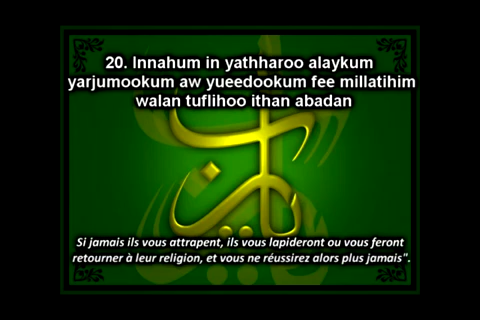 20. Innahum in yathharoo alaykum
yarjumookum aw yueedookum fee millatihim
walan tuflihoo ithan abadan
Si jamais ils vous attrapent, ils vous lapideront ou vous feront
retourner à leur religion, et vous ne réussirez alors plus jamais".